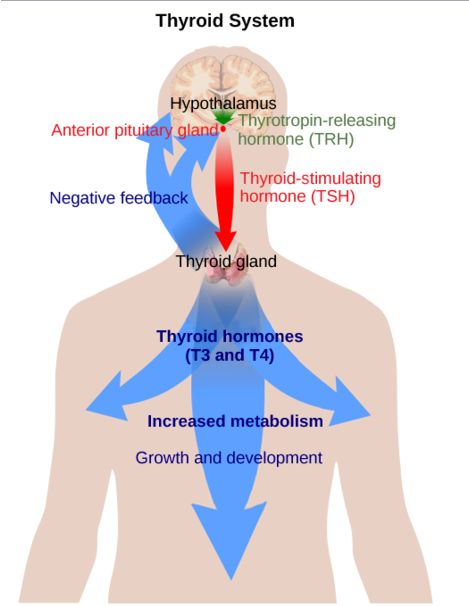 Thyroid System
Hypothalamus
Thyrotropin-releasing
hormone (TRH)
Anterior pituitary gland
Thyroid-stimulating
hormone (TSH)
Negative feedback
Thyroid gland
Thyroid hormones
(T3 and T4)
Increased metabolism
Growth and development